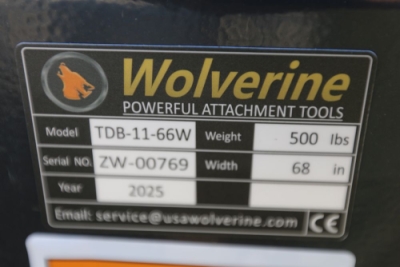 Wolverine
POWERFUL ATTACHMENT TOOLS
Model TDB-11-66W Weight 500 lbs
Serial NO. ZW-00769 Width 68 in
Year 2025
Email: service@usawolverine.com CE